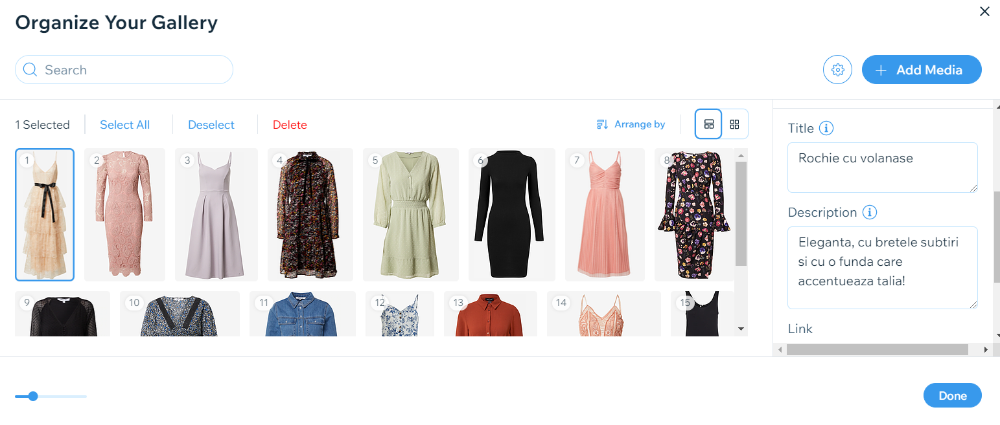 Organize Your Gallery
Search
Add Media
1 Selected
Select All
Deselect
Delete
Arrange by
1
2
3
4
5
6
7
8
9
10
11
12
13
14
15
Title
Rochie cu volanase
Description
Eleganta, cu bretele subtiri
si cu o funda care
accentueaza talia!
Link
Done